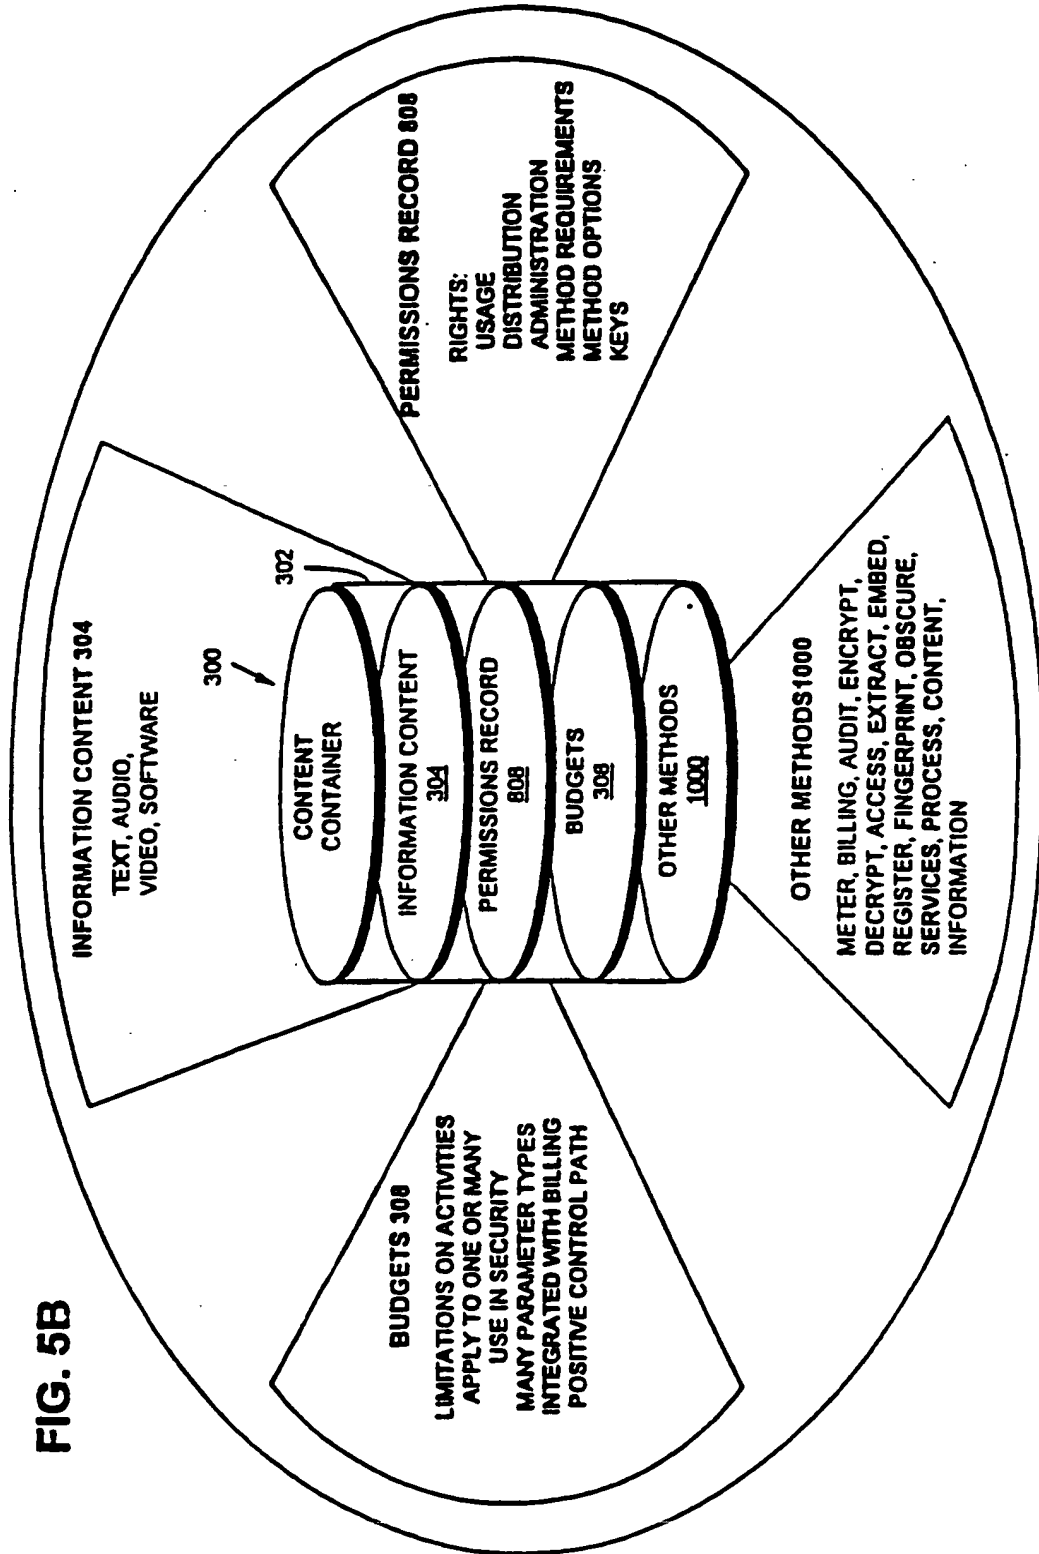 FIG. 5B
INFORMATION CONTENT 304
TEXT, AUDIO,
VIDEO, SOFTWARE
300
302
CONTENT
CONTAINER
INFORMATION CONTENT
304
PERMISSIONS RECORD
808
BUDGETS
308
OTHER METHODS
1000
BUDGETS 308
LIMITATIONS ON ACTIVITIES
APPLY TO ONE OR MANY
USE IN SECURITY
MANY PARAMETER TYPES
INTEGRATED WITH BILLING
POSITIVE CONTROL PATH
PERMISSIONS RECORD 808
RIGHTS:
USAGE
DISTRIBUTION
ADMINISTRATION
METHOD REQUIREMENTS
METHOD OPTIONS
KEYS
OTHER METHODS1000
METER, BILLING, AUDIT, ENCRYPT,
DECRYPT, ACCESS, EXTRACT, EMBED,
REGISTER, FINGERPRINT, OBSCURE,
SERVICES, PROCESS, CONTENT,
INFORMATION